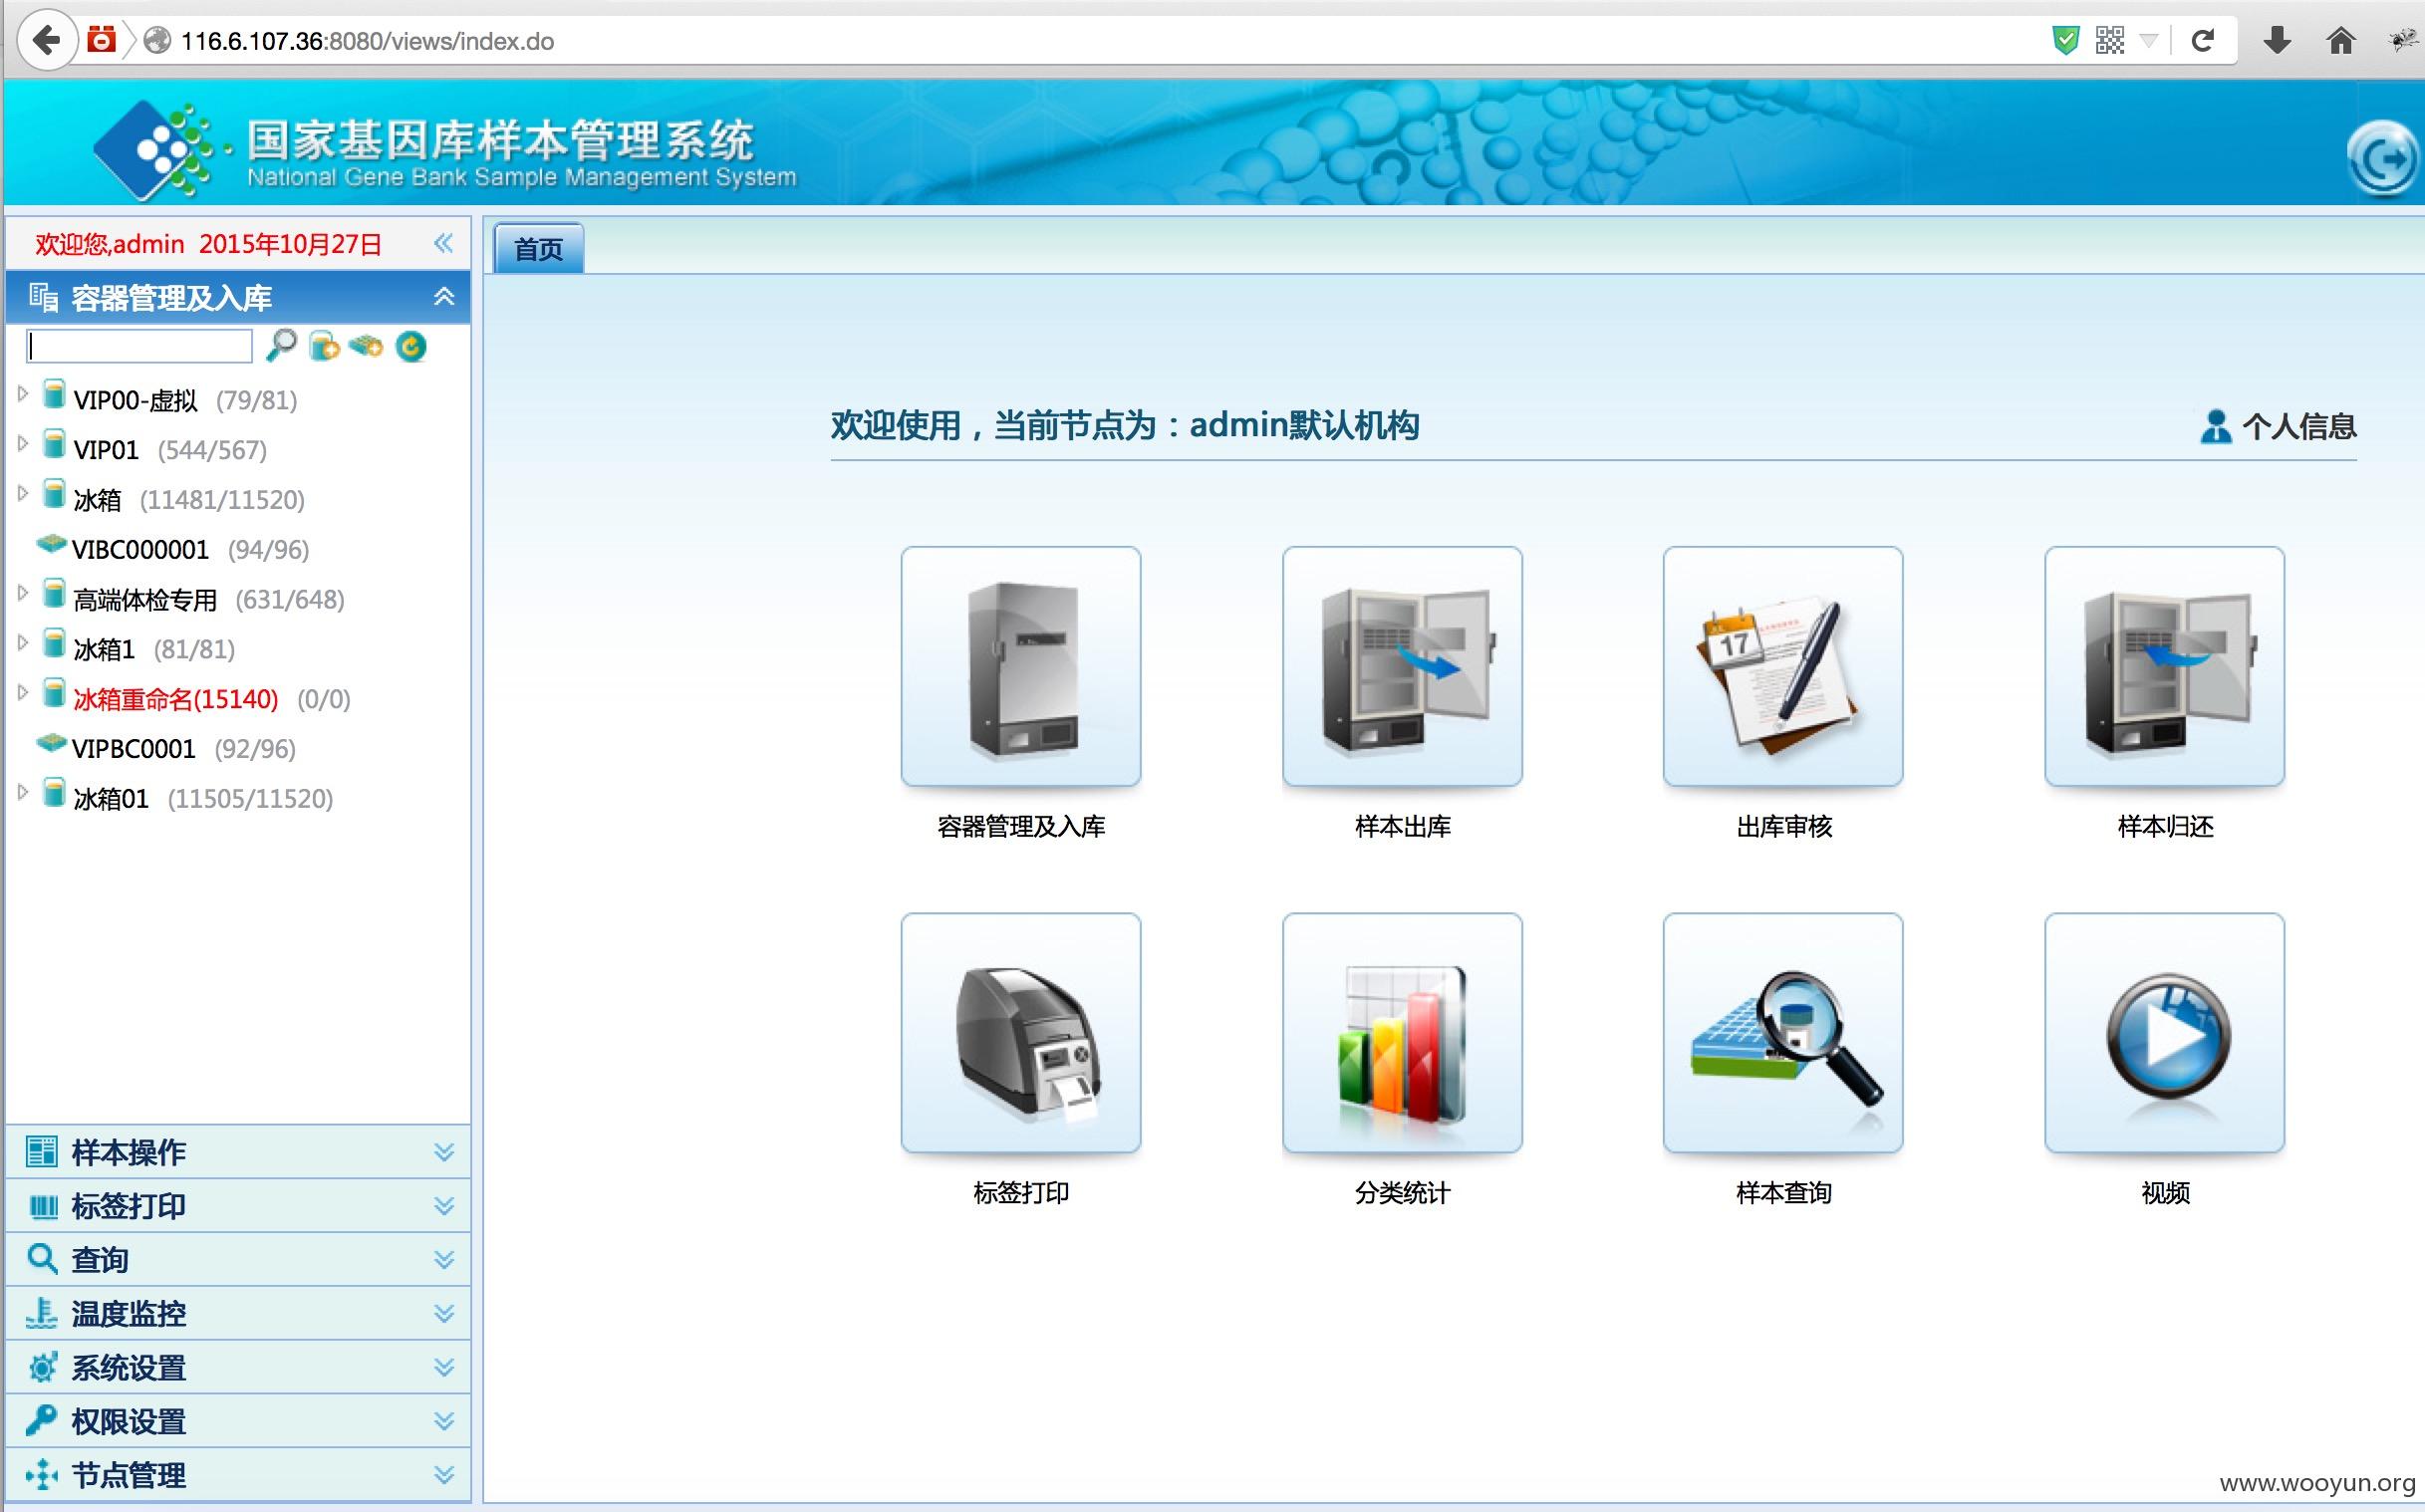 116.6.107.36:8080/views/index.do
国家基因库样本管理系统
National Gene Bank Sample Management System
欢迎您,admin 2015年10月27日
首页
容器管理及入库
VIP00-虚拟 (79/81)
VIP01 (544/567)
冰箱 (11481/11520)
VIBC000001 (94/96)
高端体检专用 (631/648)
冰箱1 (81/81)
冰箱重命名(15140) (0/0)
VIPBC0001 (92/96)
冰箱01 (11505/11520)
样本操作
标签打印
查询
温度监控
系统设置
权限设置
节点管理
欢迎使用，当前节点为：admin默认机构
个人信息
17
容器管理及入库
样本出库
出库审核
样本归还
标签打印
分类统计
样本查询
视频
www.wooyun.org